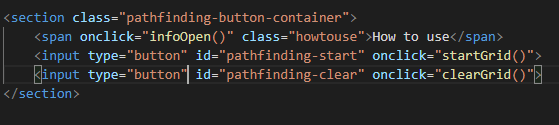 <section class="pathfinding-button-container">
<span onclick="infoOpen()" class="howtouse">How to use</span>
<input type="button" id="pathfinding-start" onclick="startGrid()">
<input type="button" id="pathfinding-clear" onclick="clearGrid()">
</section>